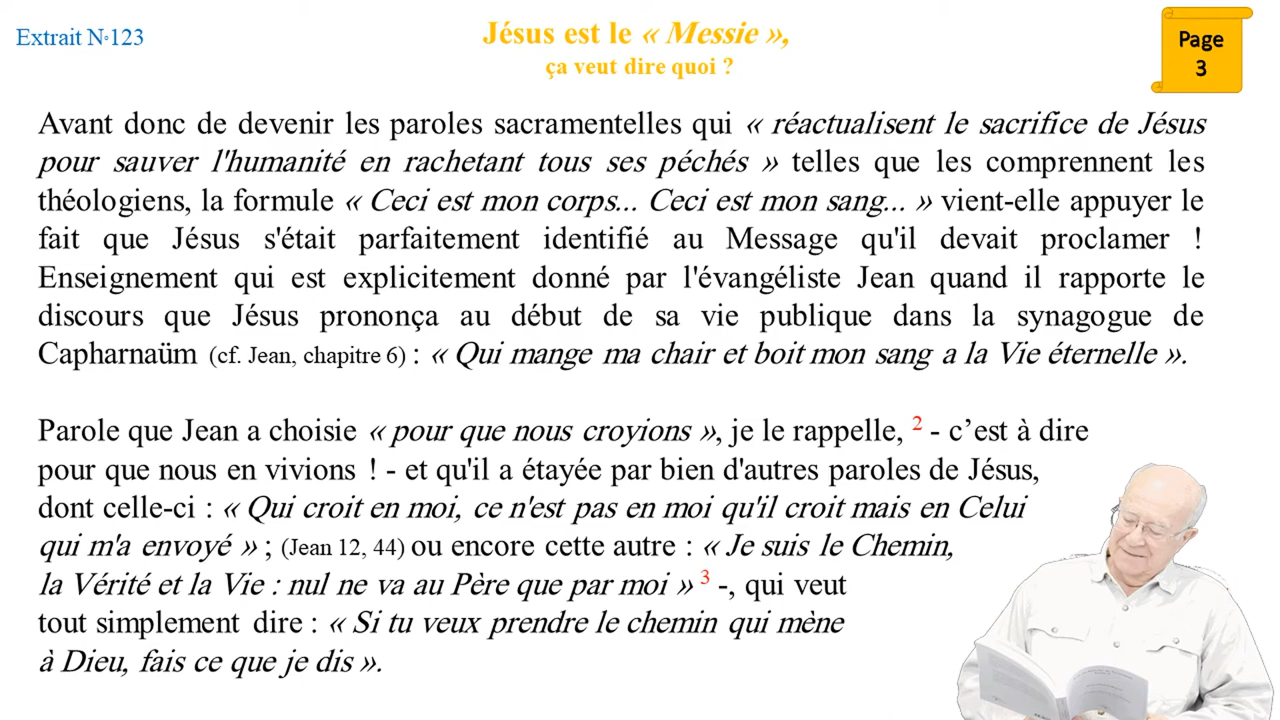 Extrait N°123
Jésus est le « Messie »,
ça veut dire quoi ?
Page
3
Avant donc de devenir les paroles sacramentelles qui « réactualisent le sacrifice de Jésus
pour sauver l'humanité en rachetant tous ses péchés » telles que les comprennent les
théologiens, la formule « Ceci est mon corps... Ceci est mon sang... » vient-elle appuyer le
fait que Jésus s'était parfaitement identifié au Message qu'il devait proclamer !
Enseignement qui est explicitement donné par l'évangéliste Jean quand il rapporte le
discours que Jésus prononça au début de sa vie publique dans la synagogue de
Capharnaüm (cf. Jean, chapitre 6) : « Qui mange ma chair et boit mon sang a la Vie éternelle ».
Parole que Jean a choisie « pour que nous croyions », je le rappelle, 2 - c’est à dire
pour que nous en vivions ! - et qu'il a étayée par bien d'autres paroles de Jésus,
dont celle-ci : « Qui croit en moi, ce n'est pas en moi qu'il croit mais en Celui
qui m'a envoyé » ; (Jean 12, 44) ou encore cette autre : « Je suis le Chemin,
la Vérité et la Vie : nul ne va au Père que par moi » 3 -, qui veut
tout simplement dire : « Si tu veux prendre le chemin qui mène
à Dieu, fais ce que je dis ».